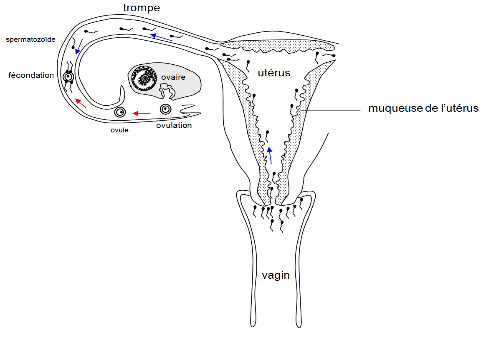 trompe
spermatozoïde
fécondation
ovaire
utérus
muqueuse de l'utérus
ovulation
ovule
vagin